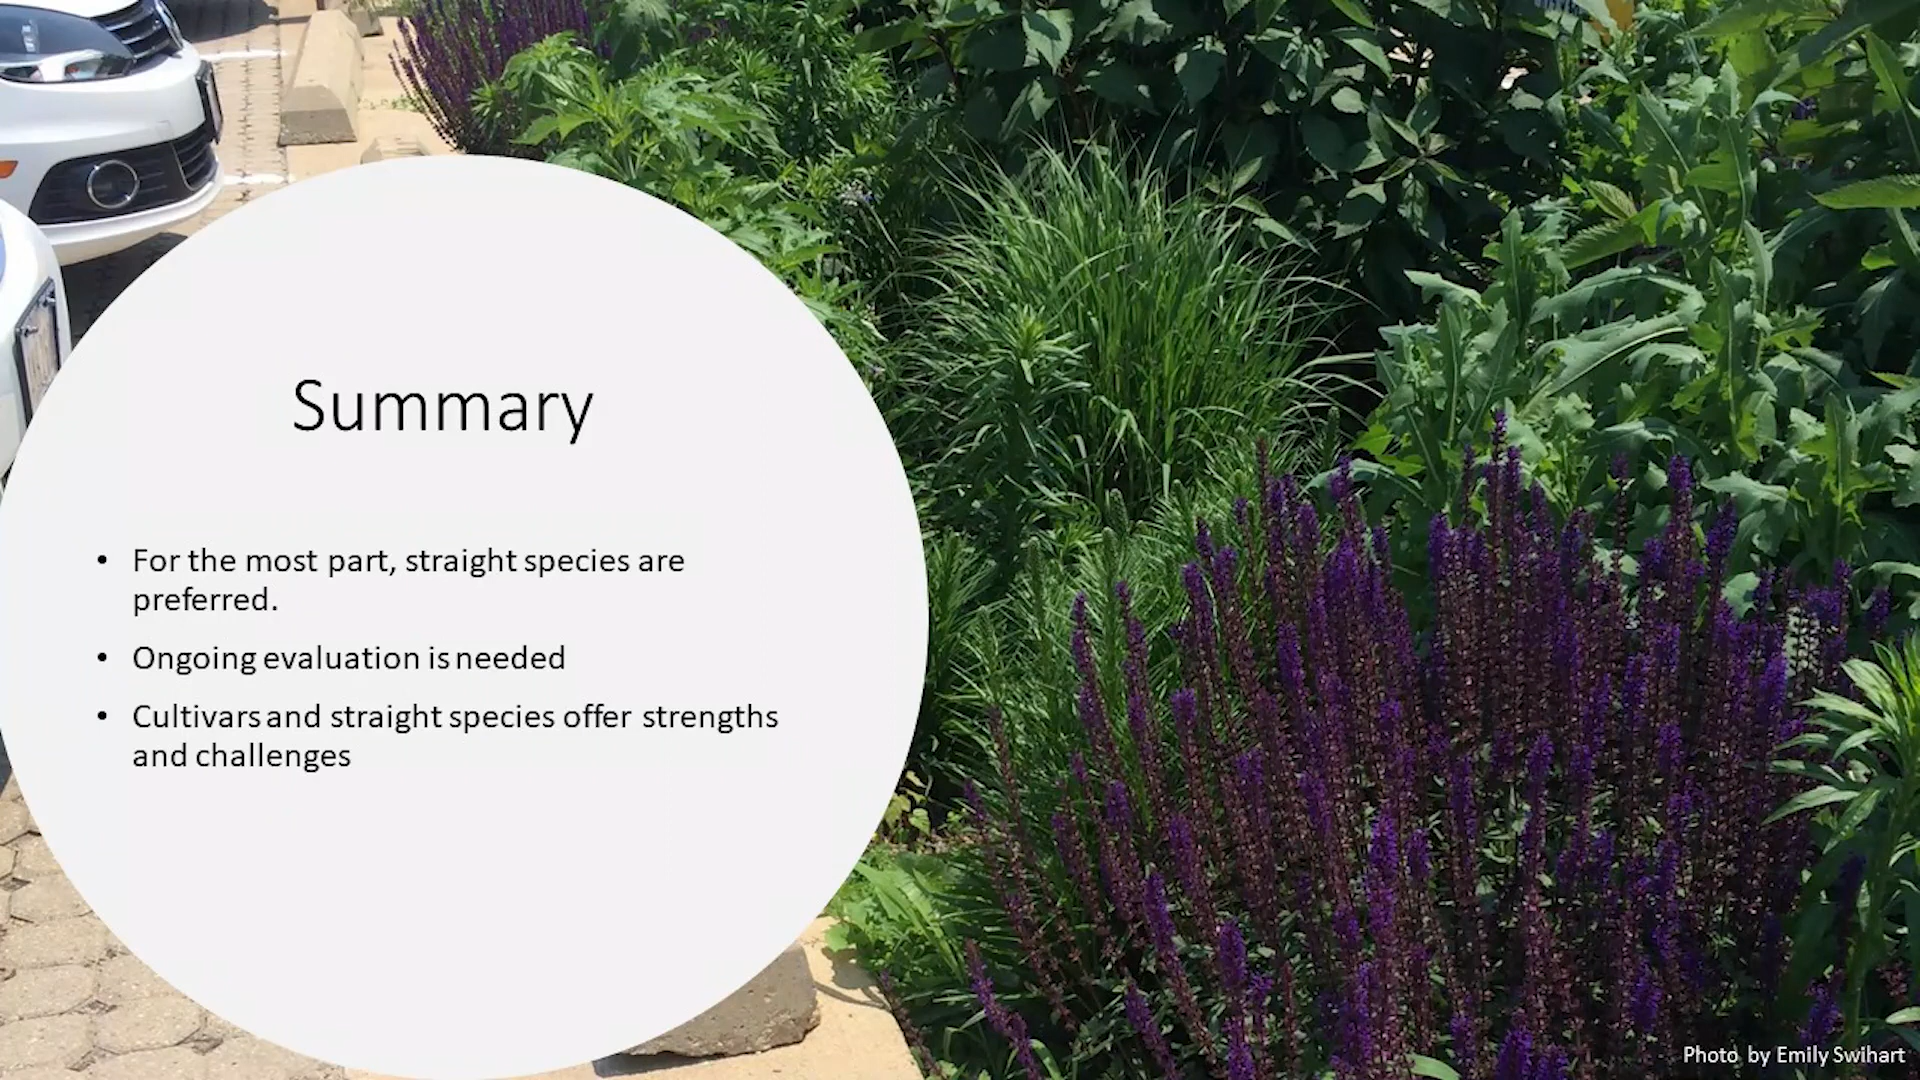 Summary
• For the most part, straight species are
preferred.
• Ongoing evaluation is needed
• Cultivars and straight species offer strengths
and challenges
Photo by Emily Swihart